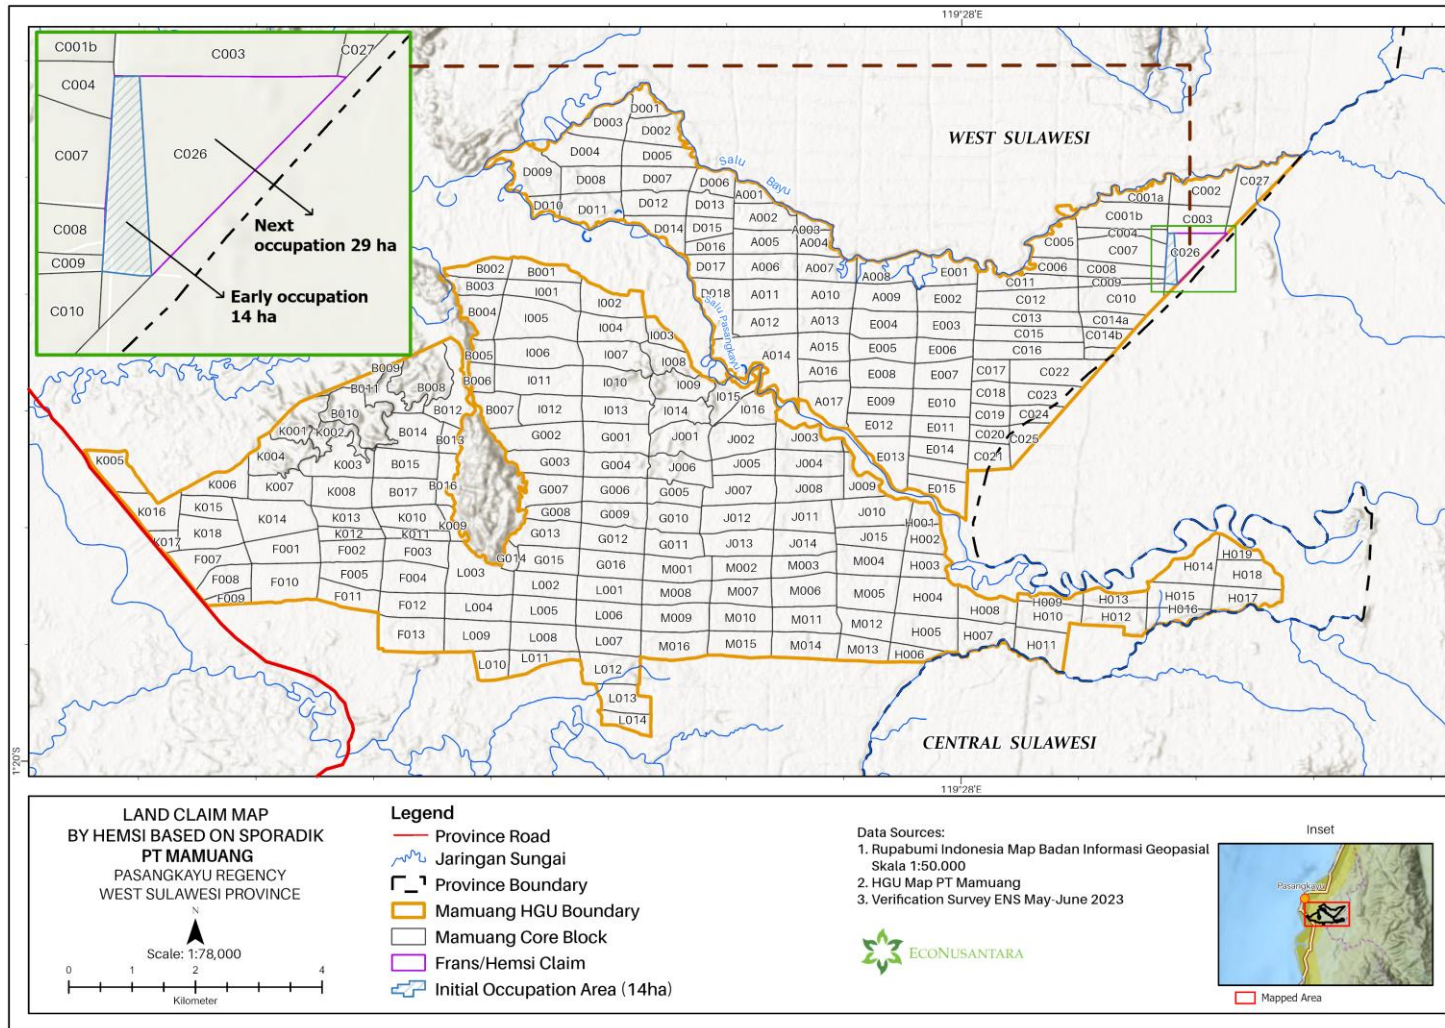 119°28'E
C001b
C003
C027
C04
C007
C026
C008
C009
C010
Next
occupation 29 ha
Early occupation
14 ha
WEST SULAWESI
CENTRAL SULAWESI
Salu
Bayu
Salu Pasangkayu
D001
D003
D002
D004
D005
D009
D008
D007
D006
D010
D011
D012
D013
D014
D015
D016
D017
D018
A001
A002
A003
A004
A005
A006
A007
A008
A011
A010
A009
A012
A013
A014
A015
A016
A017
E001
E002
E004
E003
E005
E006
E008
E007
E009
E010
E012
E011
E013
E014
E015
C001a
C002
C027
C001b
C003
C004
C005
C007
C026
C006
C008
C011
C009
C012
C010
C013
C014a
C015
C014b
C016
C017
C022
C018
C023
C019
C024
C020
C025
C021
B002
B001
B003
I001
B004
I002
I005
I004
I003
B005
I006
I007
I008
B006
I011
I010
I009
I015
B007
I012
I013
I014
I016
B009
B011
B008
B010
B012
K001
K002
B014
B013
K004
K003
B015
B016
K005
K006
K007
K008
B017
K016
K015
K014
K013
K010
K009
K017
K018
K012
K011
F007
F001
F002
F003
F008
F010
F005
F004
F009
F011
F012
F013
G002
G001
G003
G004
G007
G006
G005
G008
G009
G010
G013
G012
G011
G014
G015
G016
J001
J002
J003
J006
J005
J004
J007
J008
J009
J012
J011
J010
J013
J014
J015
L003
L002
L001
L004
L005
L006
L009
L008
L007
L010
L011
L012
L013
L014
M001
M002
M003
M004
M008
M007
M006
M005
M009
M010
M011
M012
M016
M015
M014
M013
H001
H002
H003
H004
H008
H005
H007
H006
H009
H010
H011
H013
H012
H014
H019
H018
H015
H016
H017
1°20'S
119°28'E
LAND CLAIM MAP
BY HEMSI BASED ON SPORADIK
PT MAMUANG
PASANGKAYU REGENCY
WEST SULAWESI PROVINCE
N
Scale: 1:78,000
0 1 2 4
Kilometer
Legend
Province Road
Jaringan Sungai
Province Boundary
Mamuang HGU Boundary
Mamuang Core Block
Frans/Hemsi Claim
Initial Occupation Area (14ha)
Data Sources:
1. Rupabumi Indonesia Map Badan Informasi Geopasial
Skala 1:50.000
2. HGU Map PT Mamuang
3. Verification Survey ENS May-June 2023
ECONUSANTARA
Inset
Pasangkayu
Mapped Area